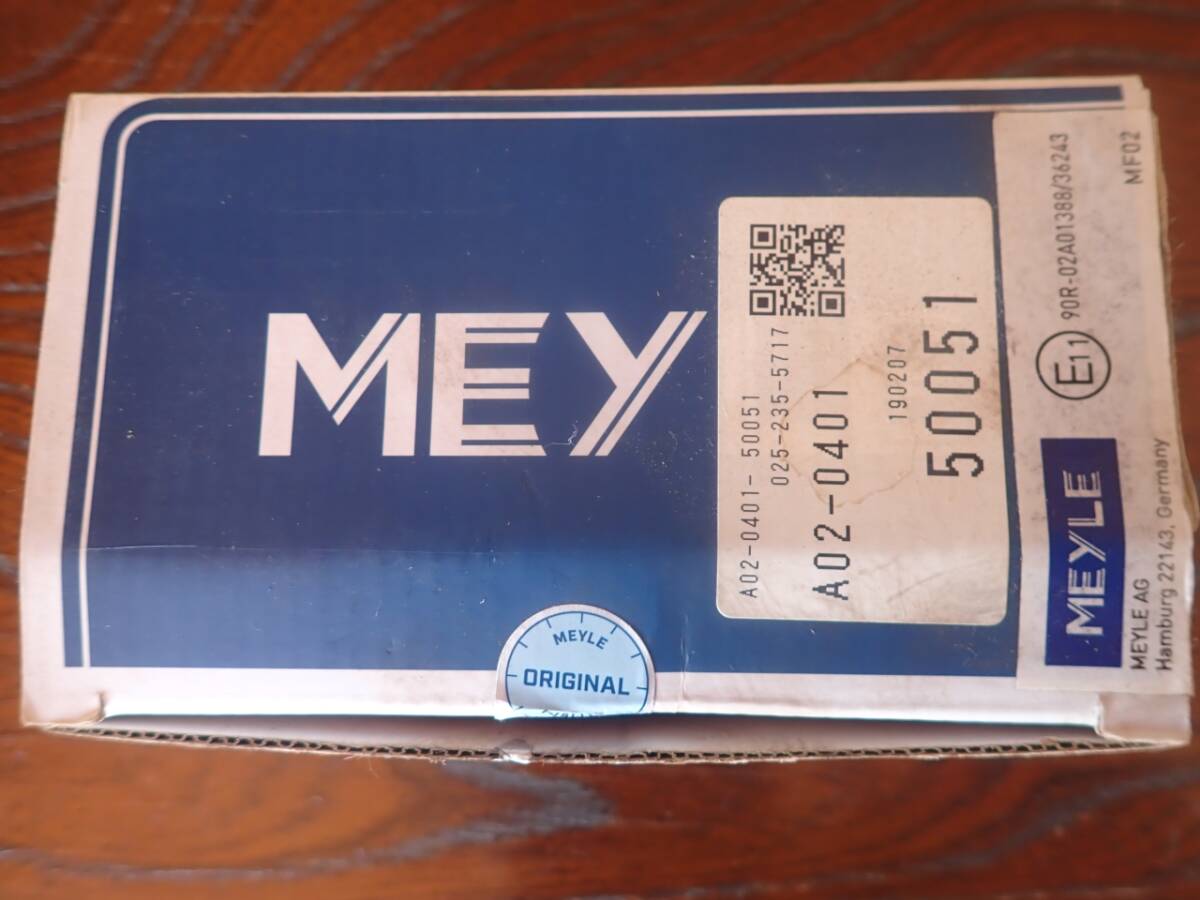 MEY
A02-0401- 50051
025-235-5717
A02-0401
190207
50051
E11 90R-02A01388/36243
MF02
MEYLE
MEYLE AG
Hamburg 22143, Germany
MEYLE
ORIGINAL